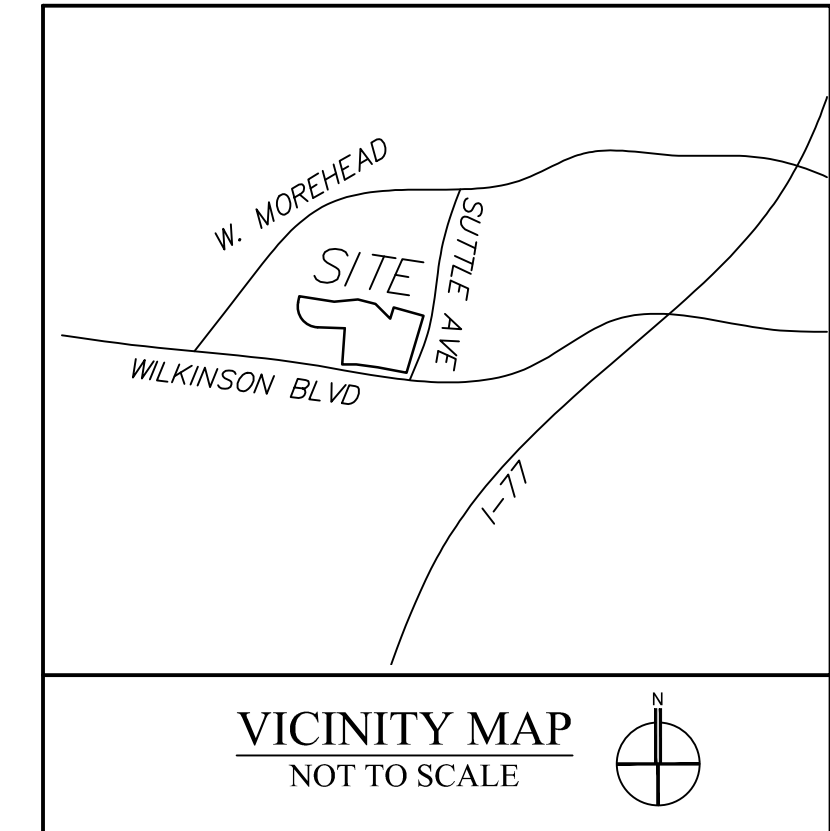 W. MOREHEAD
SUTTLE AVE
SITE
WILKINSON BLVD
I-77
VICINITY MAP
NOT TO SCALE
N